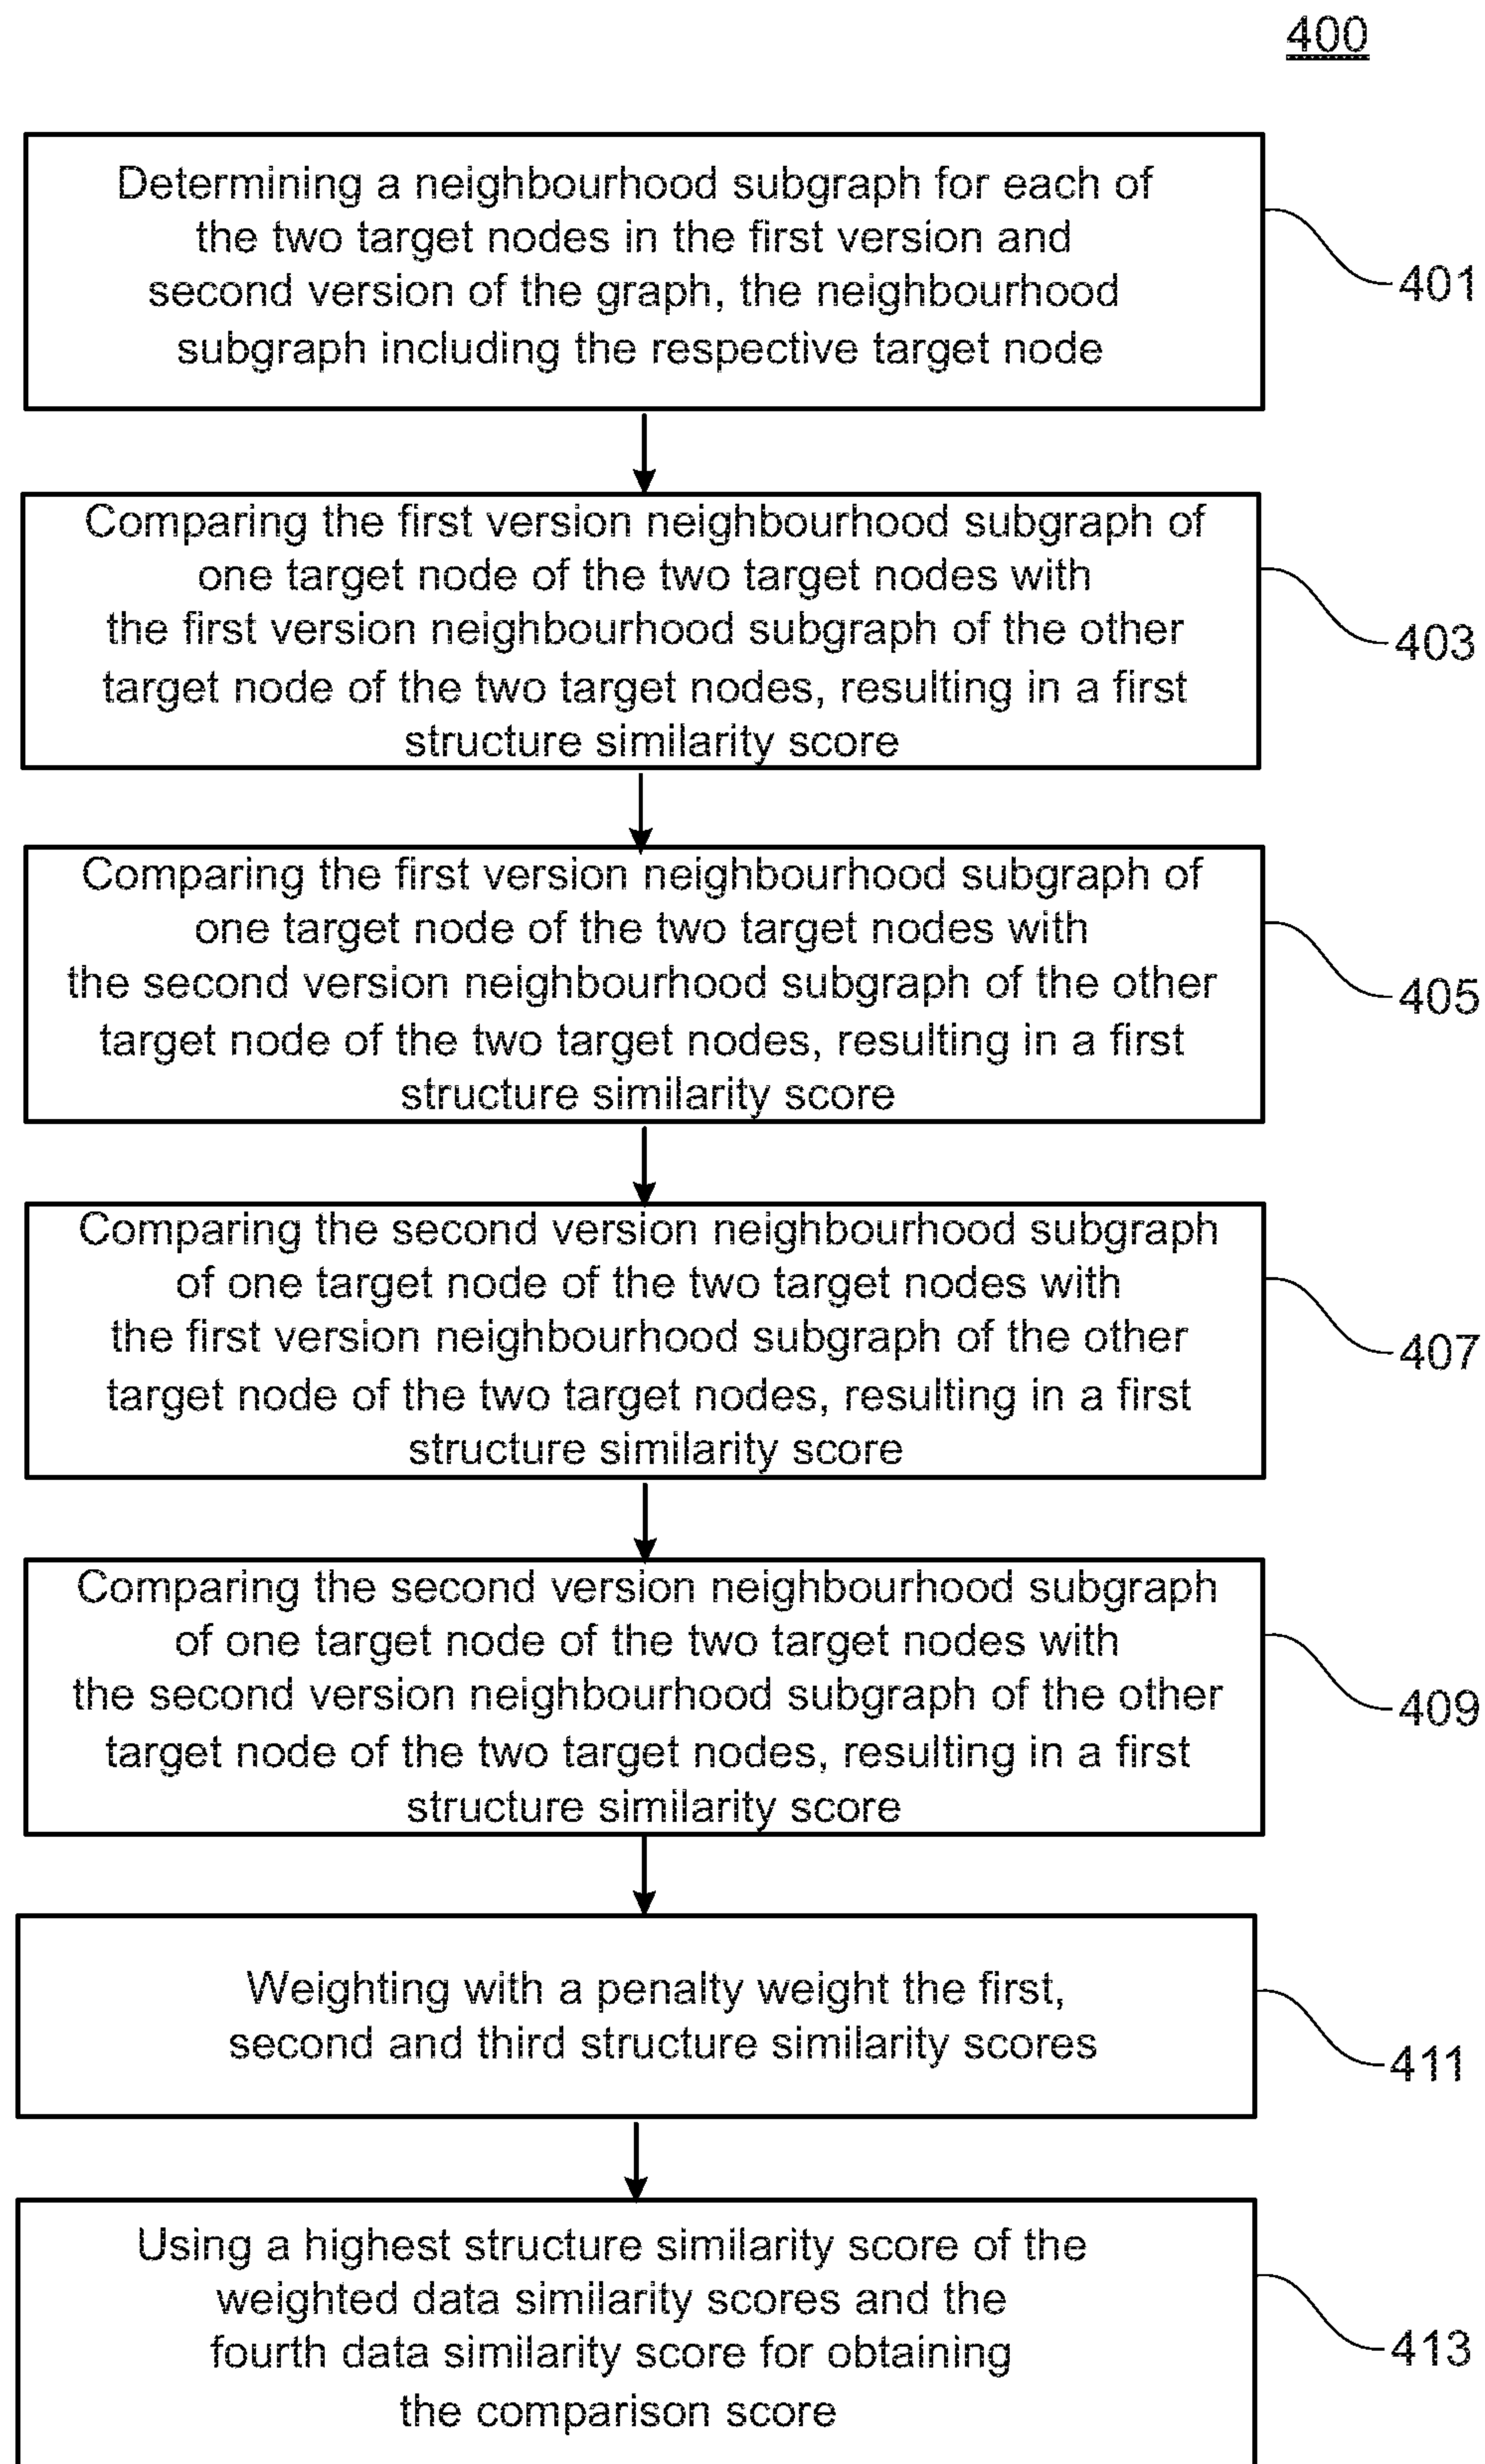 400
Determining a neighbourhood subgraph for each of
the two target nodes in the first version and
second version of the graph, the neighbourhood
subgraph including the respective target node
401
Comparing the first version neighbourhood subgraph of
one target node of the two target nodes with
the first version neighbourhood subgraph of the other
target node of the two target nodes, resulting in a first
structure similarity score
403
Comparing the first version neighbourhood subgraph of
one target node of the two target nodes with
the second version neighbourhood subgraph of the other
target node of the two target nodes, resulting in a first
structure similarity score
405
Comparing the second version neighbourhood subgraph
of one target node of the two target nodes with
the first version neighbourhood subgraph of the other
target node of the two target nodes, resulting in a first
structure similarity score
407
Comparing the second version neighbourhood subgraph
of one target node of the two target nodes with
the second version neighbourhood subgraph of the other
target node of the two target nodes, resulting in a first
structure similarity score
409
Weighting with a penalty weight the first,
second and third structure similarity scores
411
Using a highest structure similarity score of the
weighted data similarity scores and the
fourth data similarity score for obtaining
the comparison score
413